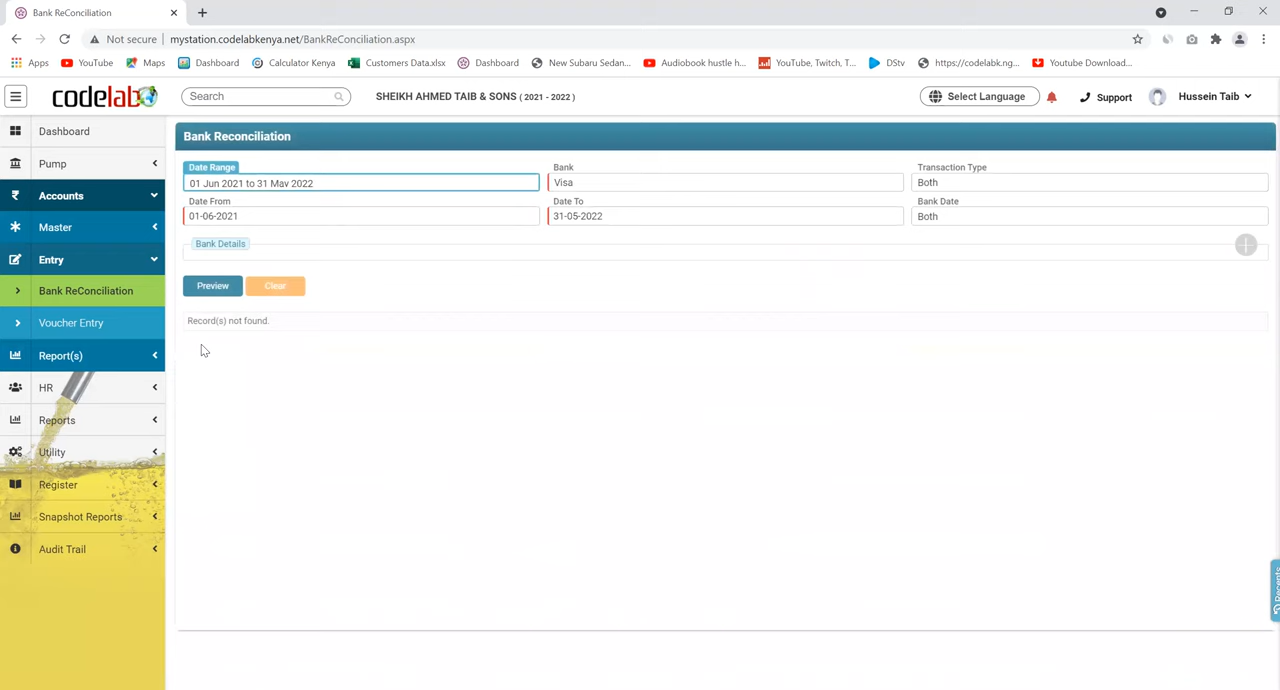 Bank Reconciliation
Not secure | mystation.codelabkenya.net/BankReConciliation.aspx
Apps YouTube Maps Dashboard Calculator Kenya Customers Data.xlsx Dashboard New Subaru Sedan... Audiobook hustle h... YouTube, Twitch, T... DStv https://codelabk.ng... Youtube Download...
codelab Search SHEIKH AHMED TAIB & SONS ( 2021 - 2022 ) Select Language Support Hussein Taib
Dashboard
Pump
Accounts
Master
Entry
Bank ReConciliation
Voucher Entry
Report(s)
HR
Reports
Utility
Register
Snapshot Reports
Audit Trail
Bank Reconciliation
Date Range Bank Transaction Type
01 Jun 2021 to 31 May 2022 Visa Both
Date From Date To Bank Date
01-06-2021 31-05-2022 Both
Bank Details
Preview Clear
Record(s) not found.
Recents